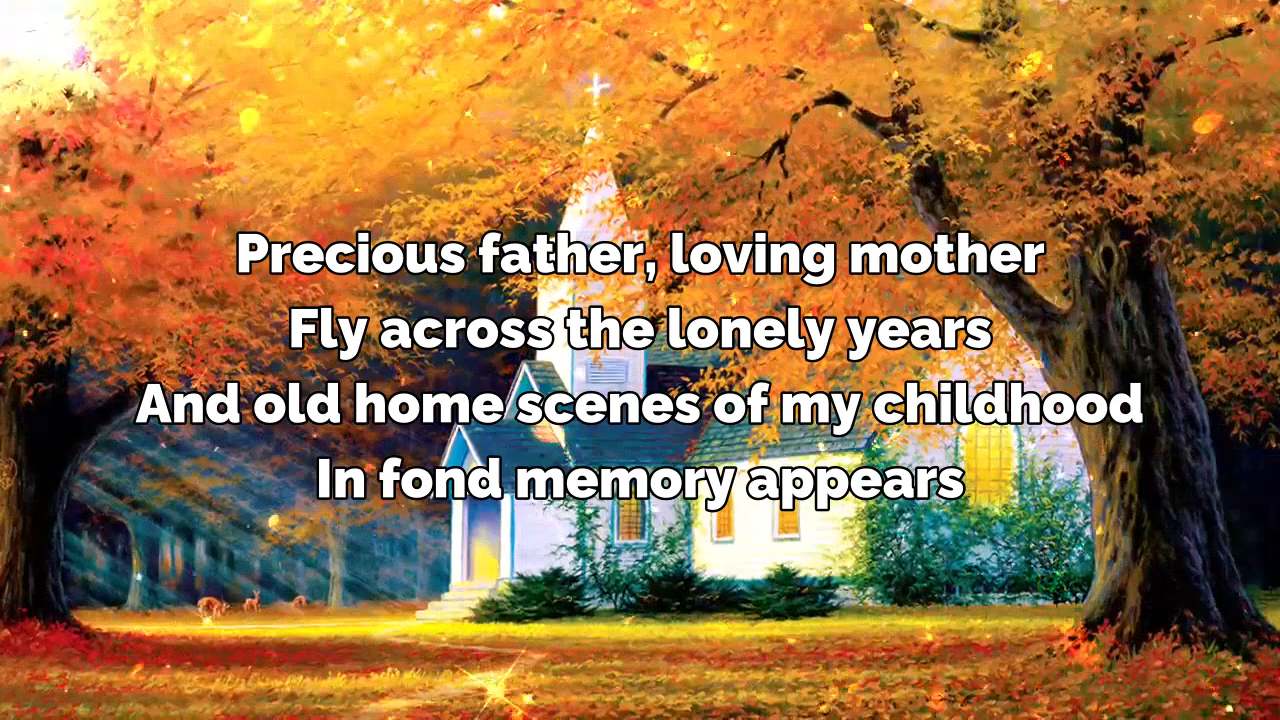 Precious father, loving mother
Fly across the lonely years
And old home scenes of my childhood
In fond memory appears